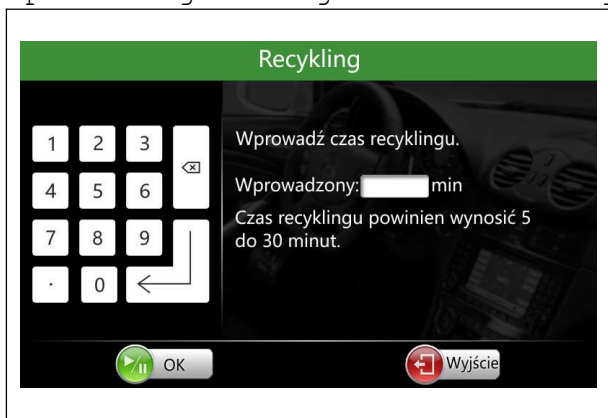 Recykling
1 2 3
4 5 6
7 8 9
. 0
Wprowadź czas recyklingu.
Wprowadzony: min
Czas recyklingu powinien wynosić 5
do 30 minut.
OK
Wyjście